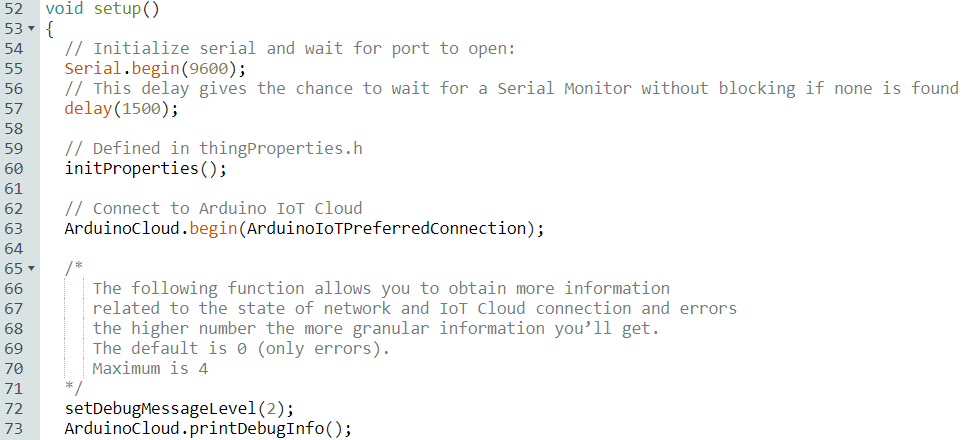 52 void setup()
53 {
54 // Initialize serial and wait for port to open:
55 Serial.begin(9600);
56 // This delay gives the chance to wait for a Serial Monitor without blocking if none is found
57 delay(1500);
58
59 // Defined in thingProperties.h
60 initProperties();
61
62 // Connect to Arduino IoT Cloud
63 ArduinoCloud.begin(ArduinoIoTPreferredConnection);
64
65 /*
66 The following function allows you to obtain more information
67 related to the state of network and IoT Cloud connection and errors
68 the higher number the more granular information you’ll get.
69 The default is 0 (only errors).
70 Maximum is 4
71 */
72 setDebugMessageLevel(2);
73 ArduinoCloud.printDebugInfo();